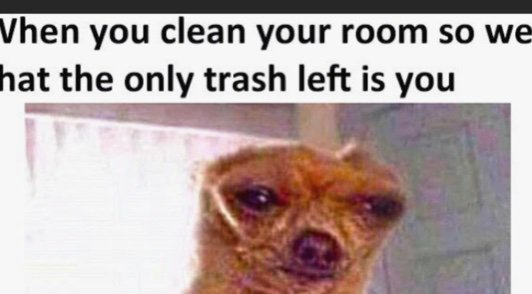 When you clean your room so we
hat the only trash left is you